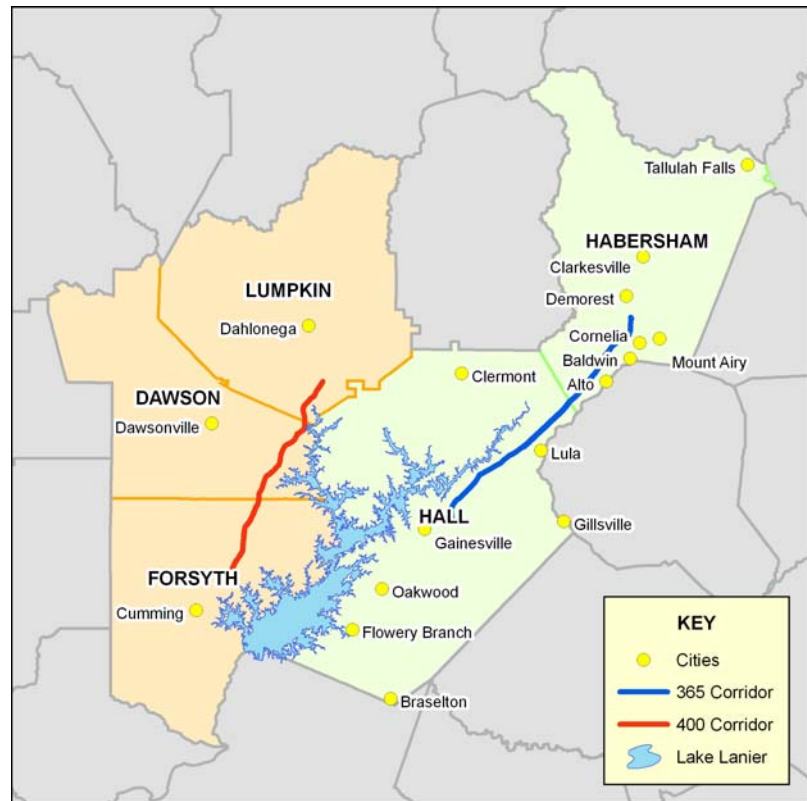 Tallulah Falls
HABERSHAM
Clarkesville
LUMPKIN
Demorest
Dahlonega
Cornelia
Baldwin
Mount Airy
Clermont
Alto
DAWSON
Dawsonville
Lula
HALL
Gillsville
Gainesville
FORSYTH
Oakwood
Cumming
Flowery Branch
Braselton
KEY
Cities
365 Corridor
400 Corridor
Lake Lanier